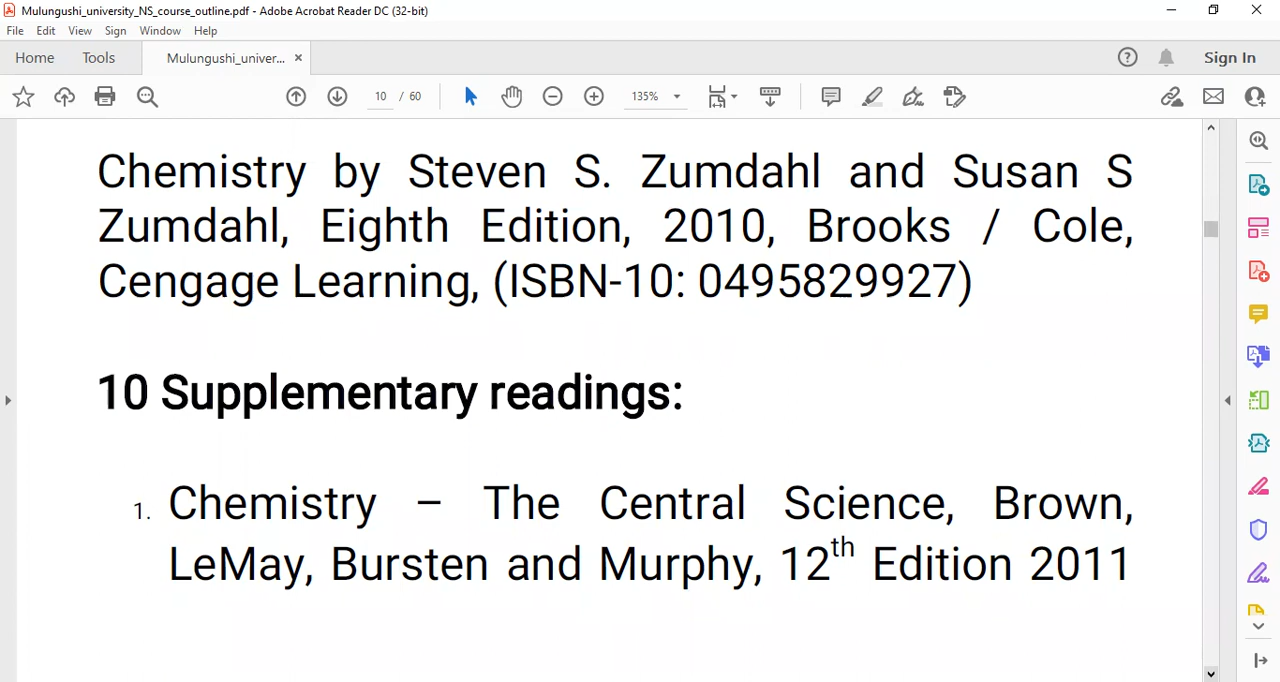 Mulungushi_university_NS_course_outline.pdf - Adobe Acrobat Reader DC (32-bit)
File Edit View Sign Window Help
Home Tools Mulungushi_univer... × Sign In
10 / 60 135%
Chemistry by Steven S. Zumdahl and Susan S
Zumdahl, Eighth Edition, 2010, Brooks / Cole,
Cengage Learning, (ISBN-10: 0495829927)
10 Supplementary readings:
1. Chemistry – The Central Science, Brown,
LeMay, Bursten and Murphy, 12th Edition 2011